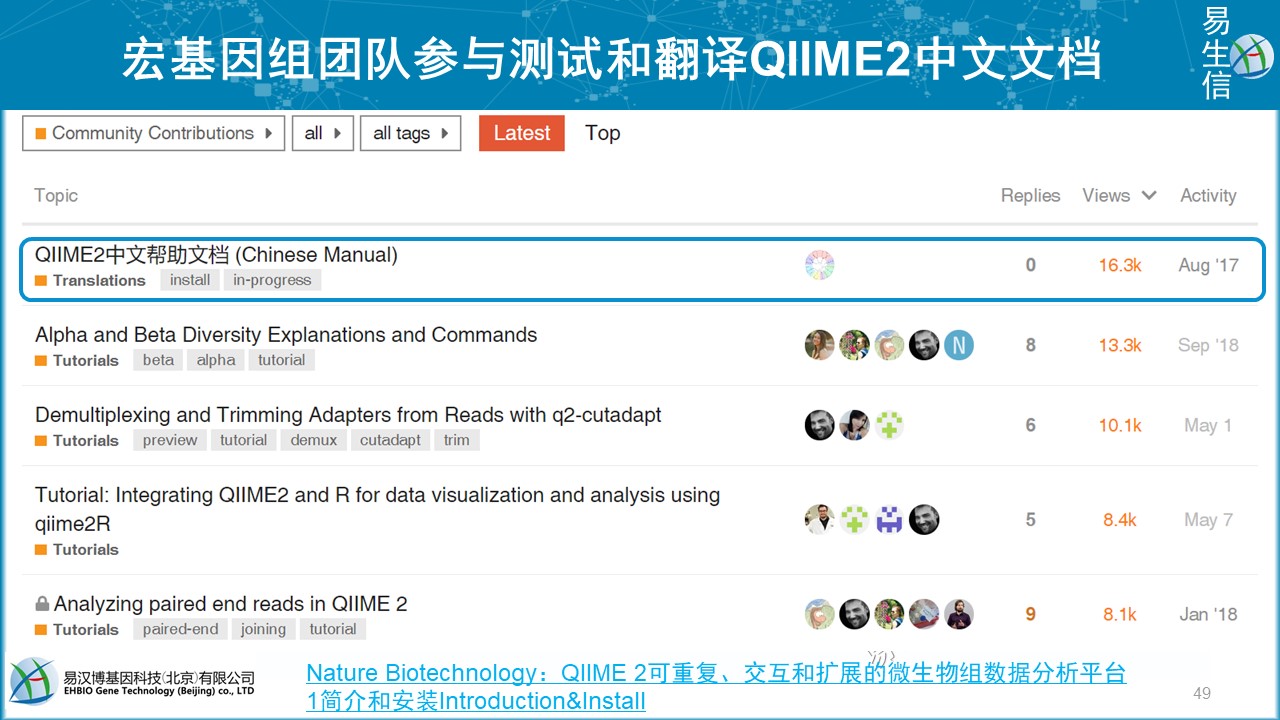 宏基因组团队参与测试和翻译QIIME2中文文档
易生信
Community Contributions
all
all tags
Latest
Top
Topic
Replies
Views
Activity
QIIME2中文帮助文档 (Chinese Manual)
Translations
install
in-progress
0
16.3k
Aug '17
Alpha and Beta Diversity Explanations and Commands
Tutorials
beta
alpha
tutorial
N
8
13.3k
Sep '18
Demultiplexing and Trimming Adapters from Reads with q2-cutadapt
Tutorials
preview
tutorial
demux
cutadapt
trim
6
10.1k
May 1
Tutorial: Integrating QIIME2 and R for data visualization and analysis using
qiime2R
Tutorials
5
8.4k
May 7
Analyzing paired end reads in QIIME 2
Tutorials
paired-end
joining
tutorial
9
8.1k
Jan '18
易汉博基因科技(北京)有限公司
EHBIO Gene Technology (Beijing) co., LTD
Nature Biotechnology：QIIME 2可重复、交互和扩展的微生物组数据分析平台
1简介和安装Introduction&Install
49